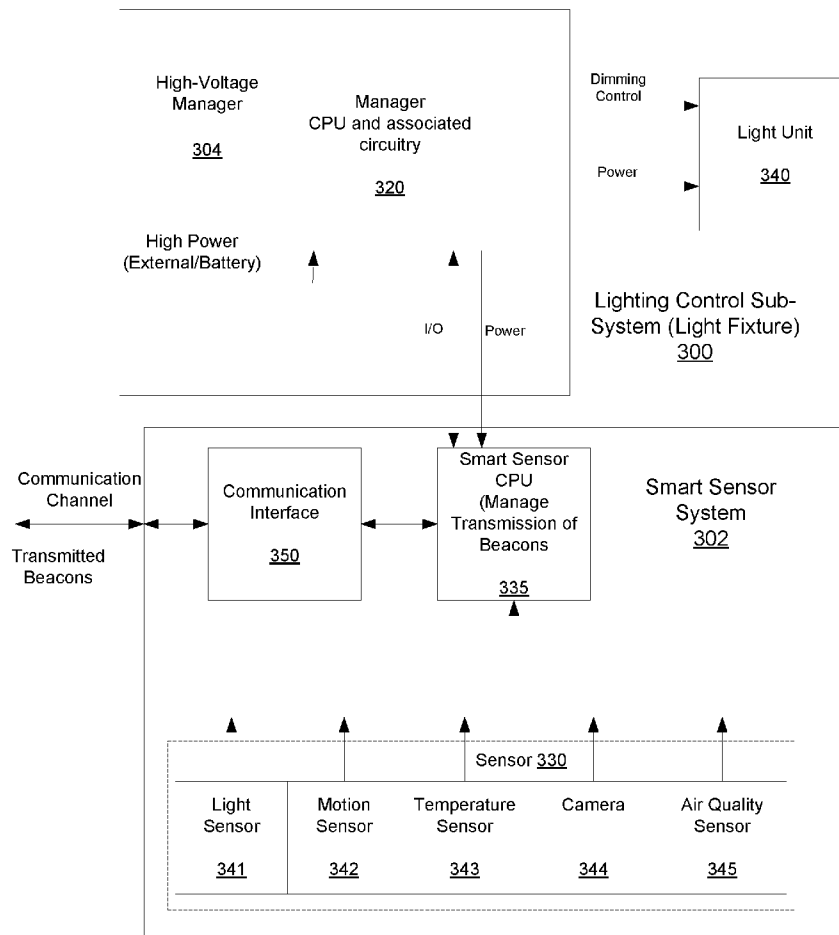 High-Voltage
Manager
304
Manager
CPU and associated
circuitry
320
High Power
(External/Battery)
I/O
Power
Dimming
Control
Power
Light Unit
340
Lighting Control Sub-
System (Light Fixture)
300
Communication
Channel
Transmitted
Beacons
Communication
Interface
350
Smart Sensor
CPU
(Manage
Transmission of
Beacons
335
Smart Sensor
System
302
Sensor 330
Light
Sensor
341
Motion
Sensor
342
Temperature
Sensor
343
Camera
344
Air Quality
Sensor
345